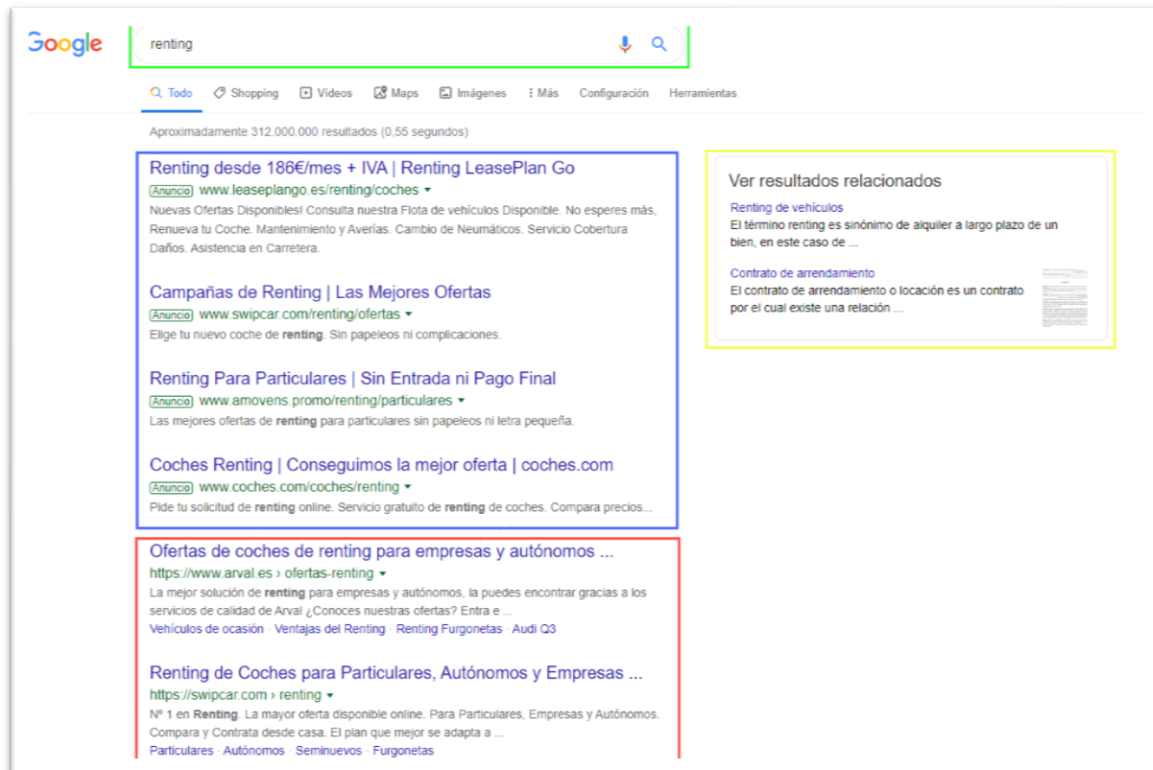 Google
renting
Todo Shopping Vídeos Maps Imágenes Más Configuración Herramientas
Aproximadamente 312.000.000 resultados (0,55 segundos)
Renting desde 186€/mes + IVA | Renting LeasePlan Go
Anuncio www.leaseplango.es/renting/coches
Nuevas Ofertas Disponibles! Consulta nuestra Flota de vehículos Disponible. No esperes más,
Renueva tu Coche. Mantenimiento y Averías. Cambio de Neumáticos. Servicio Cobertura
Daños. Asistencia en Carretera.
Campañas de Renting | Las Mejores Ofertas
Anuncio www.swipcar.com/renting/ofertas
Elige tu nuevo coche de renting. Sin papeleos ni complicaciones.
Renting Para Particulares | Sin Entrada ni Pago Final
Anuncio www.amovens.promo/renting/particulares
Las mejores ofertas de renting para particulares sin papeleos ni letra pequeña.
Coches Renting | Conseguimos la mejor oferta | coches.com
Anuncio www.coches.com/coches/renting
Pide tu solicitud de renting online. Servicio gratuito de renting de coches. Compara precios...
Ofertas de coches de renting para empresas y autónomos ...
https://www.arval.es › ofertas-renting
La mejor solución de renting para empresas y autónomos, la puedes encontrar gracias a los
servicios de calidad de Arval ¿Conoces nuestras ofertas? Entra e ...
Vehículos de ocasión · Ventajas del Renting · Renting Furgonetas · Audi Q3
Renting de Coches para Particulares, Autónomos y Empresas ...
https://swipcar.com › renting
Nº 1 en Renting. La mayor oferta disponible online. Para Particulares, Empresas y Autónomos.
Compara y Contrata desde casa. El plan que mejor se adapta a ...
Particulares · Autónomos · Seminuevos · Furgonetas
Ver resultados relacionados
Renting de vehículos
El término renting es sinónimo de alquiler a largo plazo de un
bien, en este caso de ...
Contrato de arrendamiento
El contrato de arrendamiento o locación es un contrato
por el cual existe una relación ...